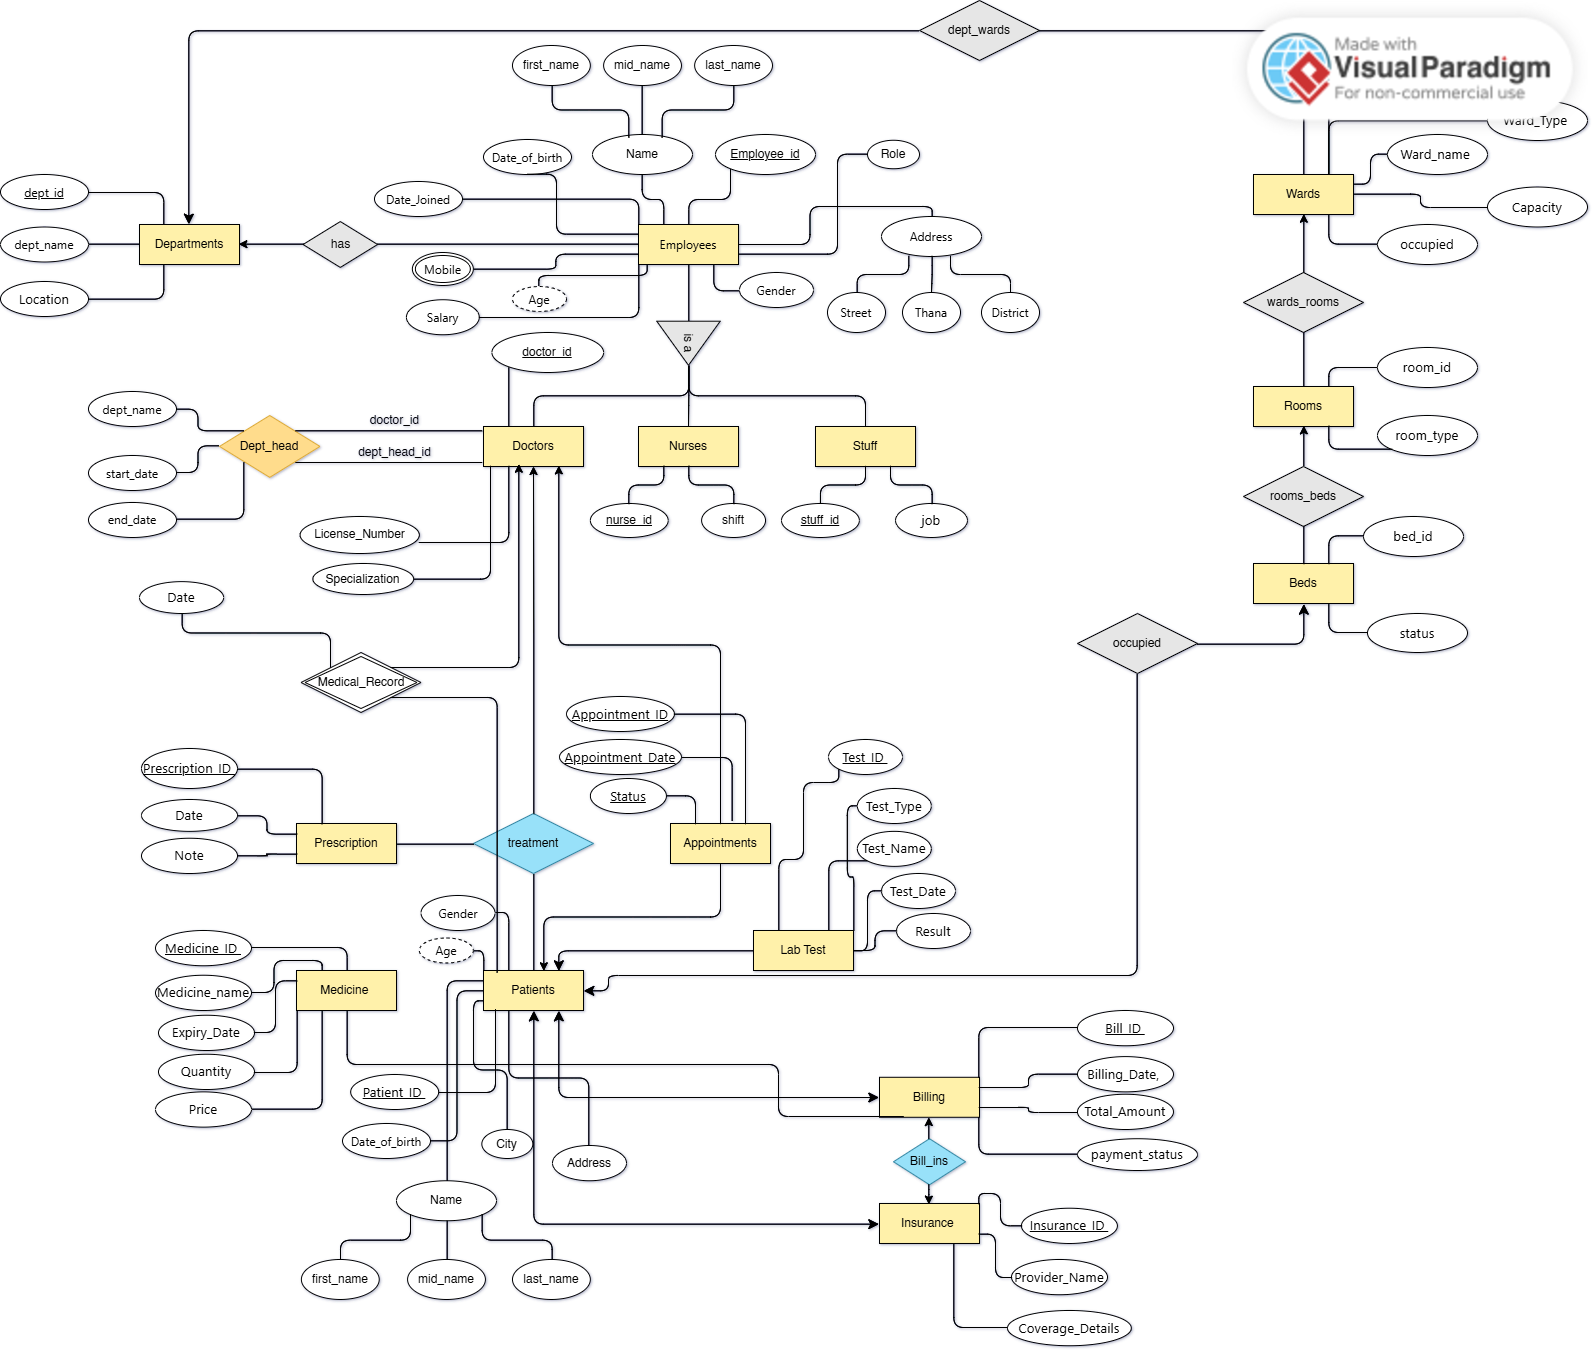 dept_wards
Made with
Visual Paradigm
For non-commercial use
first_name
mid_name
last_name
Ward_Type
Name
Date_of_birth
Employee_id
Role
Ward_name
dept_id
Date_Joined
Wards
Capacity
dept_name
Departments
has
Employees
Address
occupied
Mobile
Age
Gender
Location
Salary
Street
Thana
District
wards_rooms
is a
doctor_id
room_id
dept_name
doctor_id
Rooms
Dept_head
dept_head_id
Doctors
Nurses
Stuff
room_type
start_date
end_date
nurse_id
shift
stuff_id
job
rooms_beds
License_Number
bed_id
Specialization
Beds
Date
status
occupied
Medical_Record
Appointment_ID
Appointment_Date
Test_ID
Prescription_ID
Status
Test_Type
Date
Prescription
treatment
Appointments
Test_Name
Note
Test_Date
Gender
Result
Medicine_ID
Age
Lab Test
Medicine_name
Medicine
Patients
Expiry_Date
Bill_ID
Quantity
Billing_Date,
Patient_ID
Billing
Price
Total_Amount
Date_of_birth
City
Address
Bill_ins
payment_status
Name
Insurance
Insurance_ID
first_name
mid_name
last_name
Provider_Name
Coverage_Details